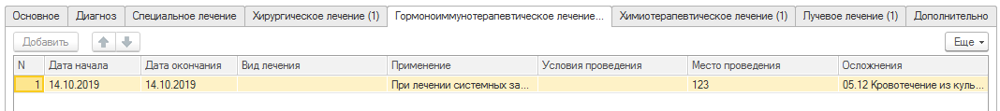 Основное Диагноз Специальное лечение Хирургическое лечение (1) Гормоноиммунотерапевтическое лечение... Химиотерапевтическое лечение (1) Лучевое лечение (1) Дополнительно
Добавить Еще
N Дата начала Дата окончания Вид лечения Применение Условия проведения Место проведения Осложнения
1 14.10.2019 14.10.2019 При лечении системных за... 123 05.12 Кровотечение из куль...